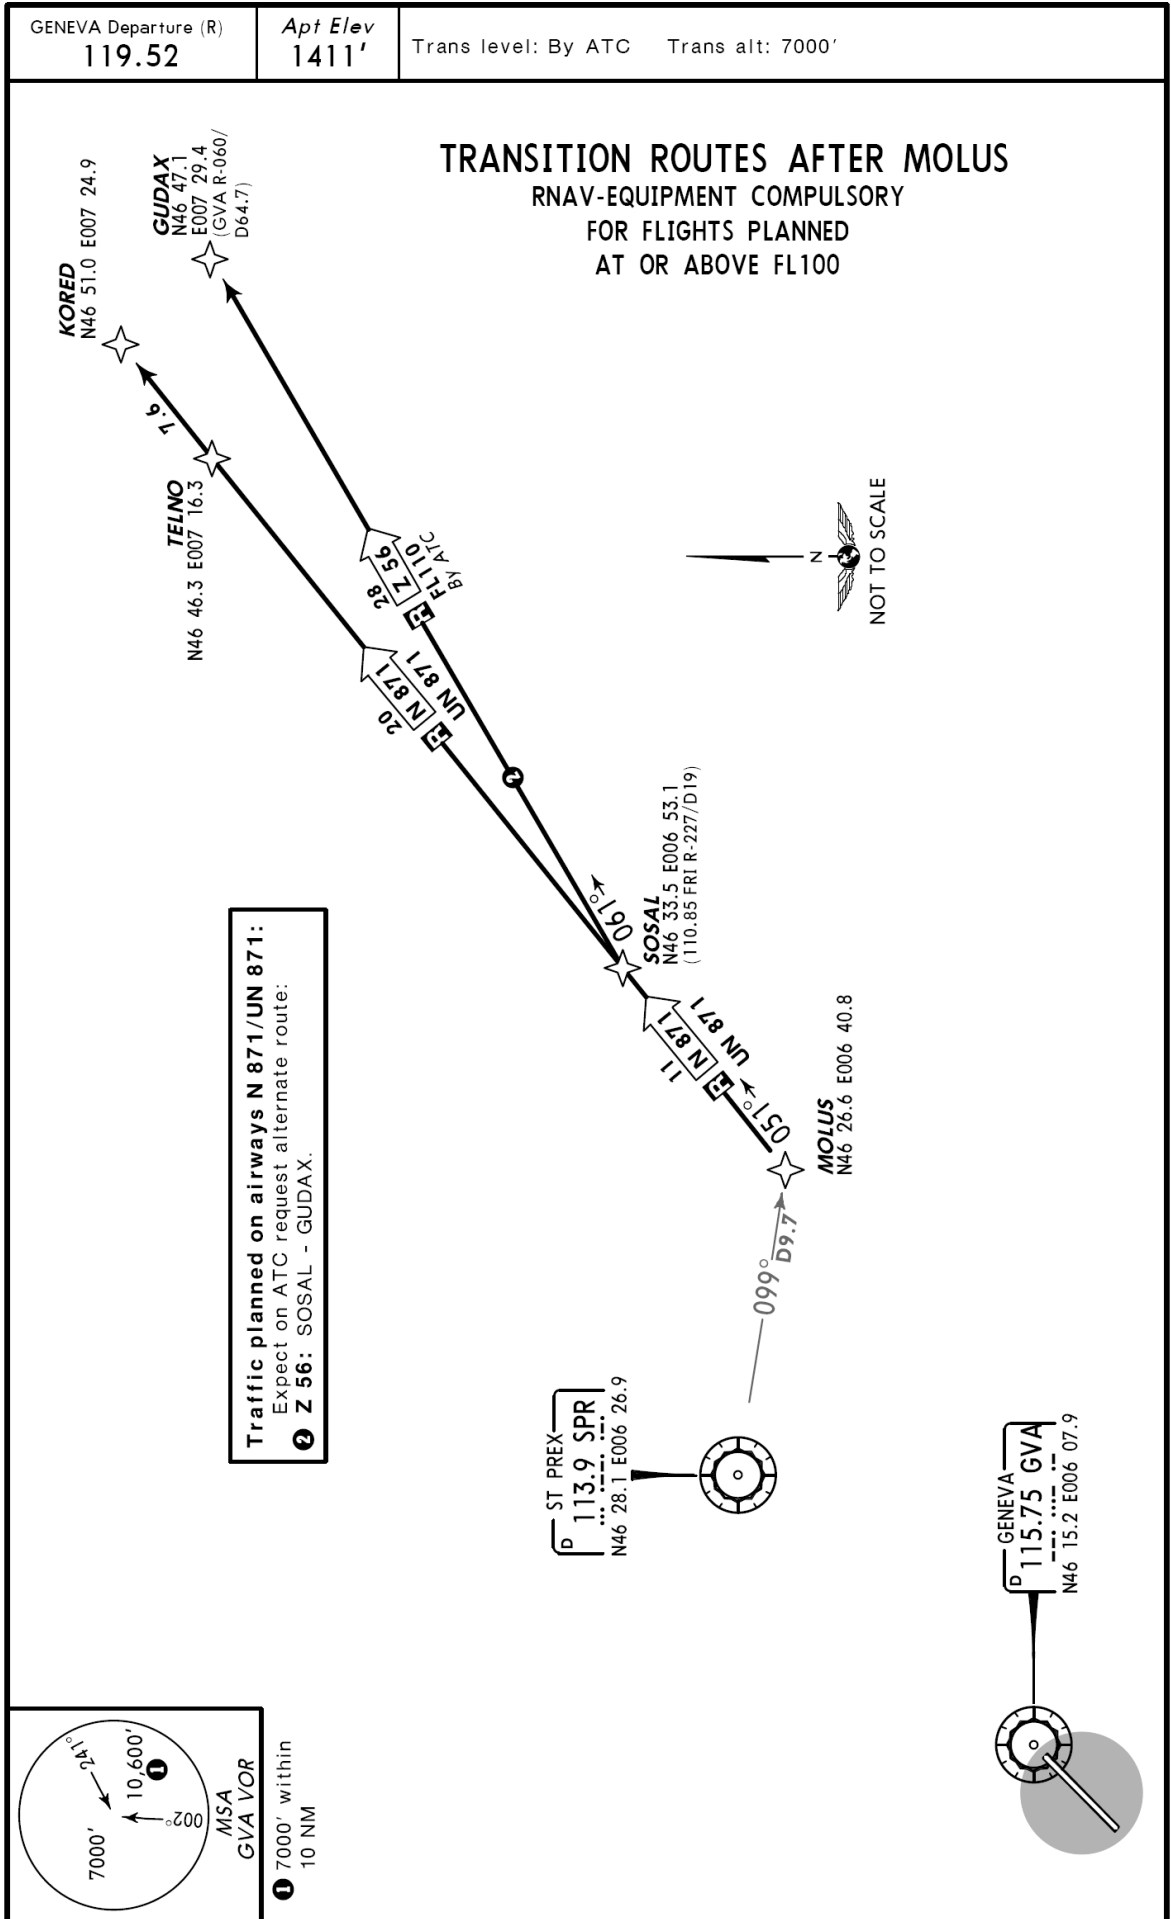 GENEVA Departure (R)
119.52
Apt Elev
1411'
Trans level: By ATC Trans alt: 7000'
TRANSITION ROUTES AFTER MOLUS
RNAV-EQUIPMENT COMPULSORY
FOR FLIGHTS PLANNED
AT OR ABOVE FL100
KORED
N46 51.0 E007 24.9
GUDAX
N46 47.1
E007 29.4
(GVA R-060/
D64.7)
7.6
TELNO
N46 46.3 E007 16.3
28
Z 56
R
FL110
By ATC
20
N 871
UN 871
R
2
N
NOT TO SCALE
061°
SOSAL
N46 33.5 E006 53.1
(110.85 FRI R-227/D19)
11
N 871
UN 871
R
051°
MOLUS
N46 26.6 E006 40.8
Traffic planned on airways N 871/UN 871:
Expect on ATC request alternate route:
2 Z 56: SOSAL - GUDAX.
099°
D9.7
ST PREX
D 113.9 SPR
N46 28.1 E006 26.9
GENEVA
D 115.75 GVA
N46 15.2 E006 07.9
241°
10,600'
1
002°
7000'
MSA
GVA VOR
1 7000' within
10 NM